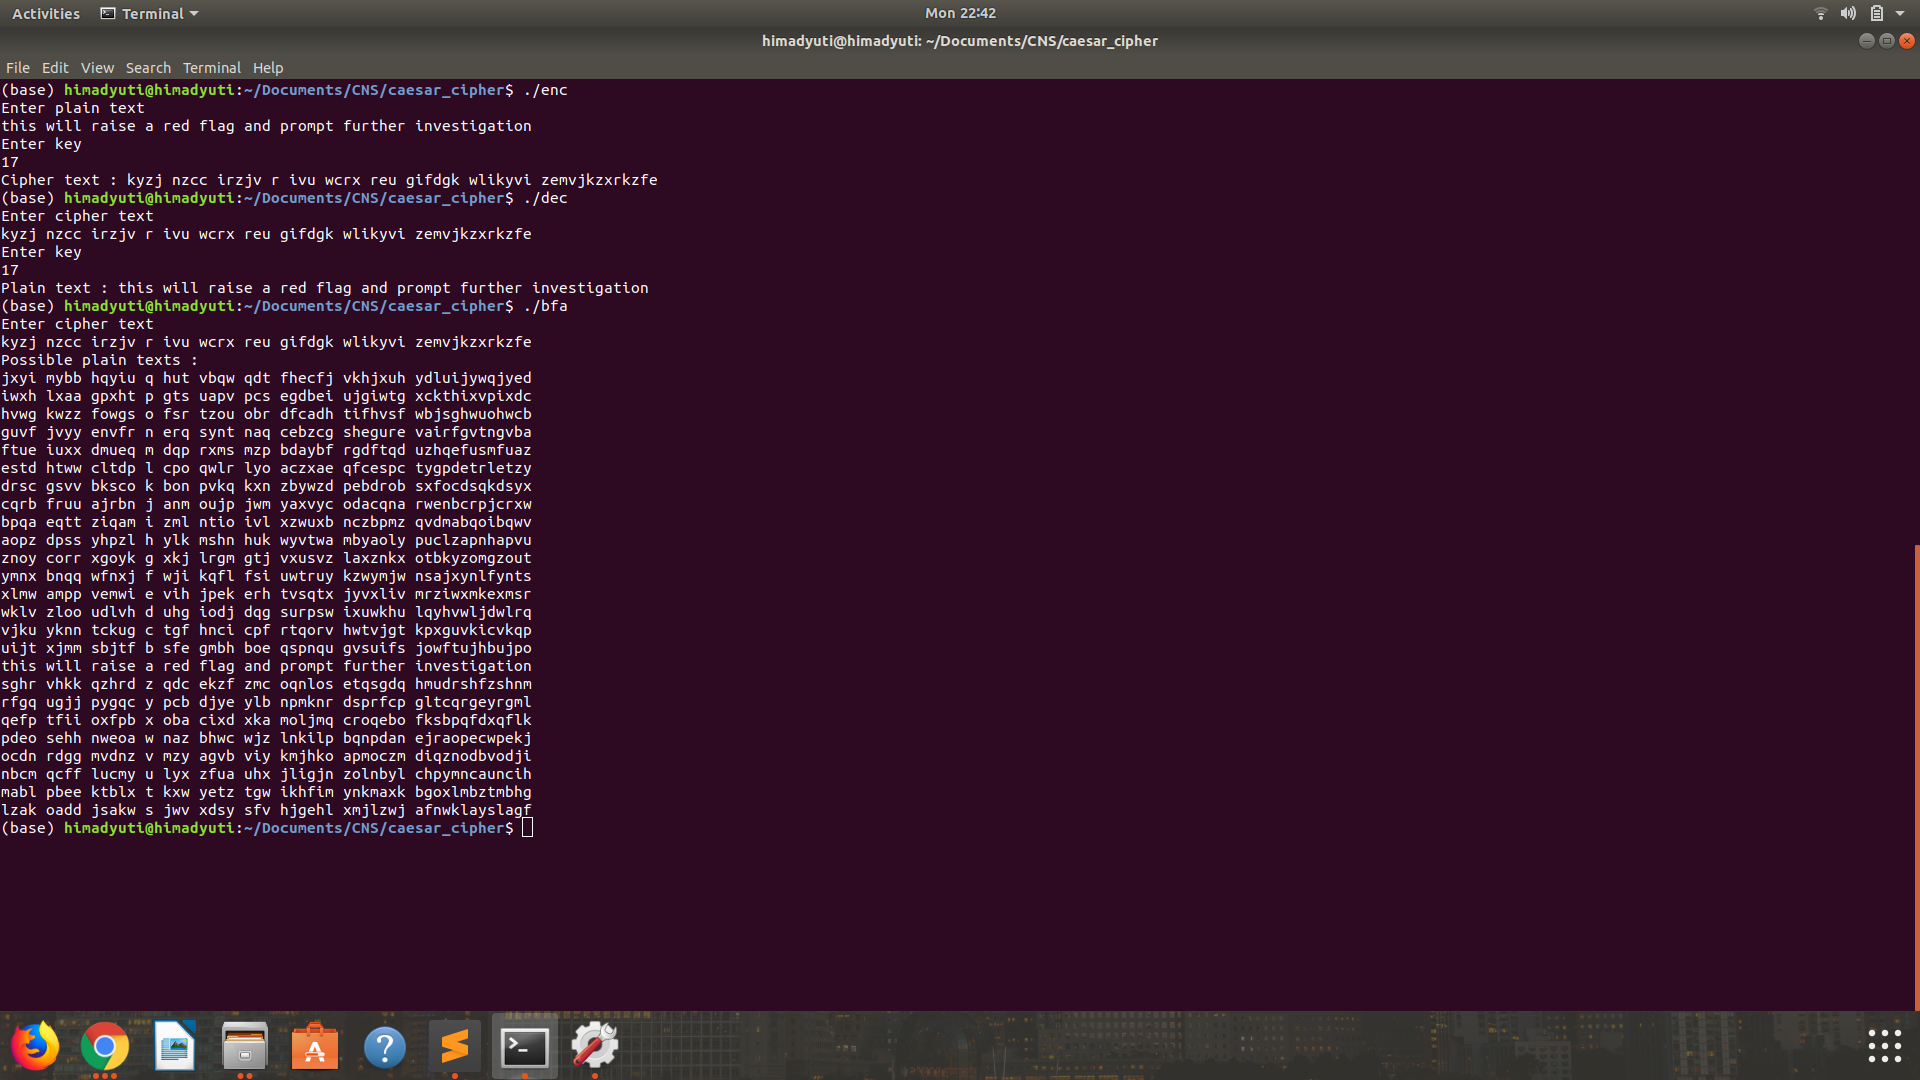 Activities Terminal Mon 22:42
himadyuti@himadyuti: ~/Documents/CNS/caesar_cipher
File Edit View Search Terminal Help
(base) himadyuti@himadyuti:~/Documents/CNS/caesar_cipher$ ./enc
Enter plain text
this will raise a red flag and prompt further investigation
Enter key
17
Cipher text : kyzj nzcc irzjv r ivu wcrx reu gifdgk wlikyvi zemvjkzxrkzfe
(base) himadyuti@himadyuti:~/Documents/CNS/caesar_cipher$ ./dec
Enter cipher text
kyzj nzcc irzjv r ivu wcrx reu gifdgk wlikyvi zemvjkzxrkzfe
Enter key
17
Plain text : this will raise a red flag and prompt further investigation
(base) himadyuti@himadyuti:~/Documents/CNS/caesar_cipher$ ./bfa
Enter cipher text
kyzj nzcc irzjv r ivu wcrx reu gifdgk wlikyvi zemvjkzxrkzfe
Possible plain texts :
jxyi mybb hqyiu q hut vbqw qdt fhecfj vkhjxuh ydluijywqjyed
iwxh lxaa gpxht p gts uapv pcs egdbei ujgiwtg xckthixvpixdc
hvwg kwzz fowgs o fsr tzou obr dfcadh tifhvsf wbjsghwuohwcb
guvf jvyy envfr n erq synt naq cebzcg shegure vairfgvtngvba
ftue iuxx dmueq m dqp rxms mzp bdaybf rgdftqd uzhqefusmfuaz
estd htww cltdp l cpo qwlr lyo aczxae qfcespc tygpdetrletzy
drsc gsvv bksco k bon pvkq kxn zbywzd pebdrob sxfocdsqkdsyx
cqrb fruu ajrbn j anm oujp jwm yaxvyc odacqna rwenbcrpjcrxw
bpqa eqtt ziqam i zml ntio ivl xzwuxb nczbpmz qvdmabqoibqwv
aopz dpss yhpzl h ylk mshn huk wyvtwa mbyaoly puclzapnhapvu
znoy corr xgoyk g xkj lrgm gtj vxusvz laxznkx otbkyzomgzout
ymnx bnqq wfnxj f wji kqfl fsi uwtruy kzwymjw nsajxynlfynts
xlmw ampp vemwi e vih jpek erh tvsqtx jyvxliv mrziwxmkexmsr
wklv zloo udlvh d uhg iodj dqg surpsw ixuwkhu lqyhvwljdwlrq
vjku yknn tckug c tgf hnci cpf rtqorv hwtvjgt kpxguvkicvkqp
uijt xjmm sbjtf b sfe gmbh boe qspnqu gvsuifs jowftujhbujpo
this will raise a red flag and prompt further investigation
sghr vhkk qzhrd z qdc ekzf zmc oqnlos etqsgdq hmudrshfzshnm
rfgq ugjj pygqc y pcb djye ylb npmknr dsprfcp gltcqrgeyrgml
qefp tfii oxfpb x oba cixd xka moljmq croqebo fksbpqfdxqflk
pdeo sehh nweoa w naz bhwc wjz lnkilp bqnpdan ejraopecwpekj
ocdn rdgg mvdnz v mzy agvb viy kmjhko apmoczm diqznodbvodji
nbcm qcff lucmy u lyx zfua uhx jligjn zolnbyl chpymncauncih
mabl pbee ktblx t kxw yetz tgw ikhfim ynkmaxk bgoxlmbztmbhg
lzak oadd jsakw s jwv xdsy sfv hjgehl xmjlzwj afnwklayslagf
(base) himadyuti@himadyuti:~/Documents/CNS/caesar_cipher$